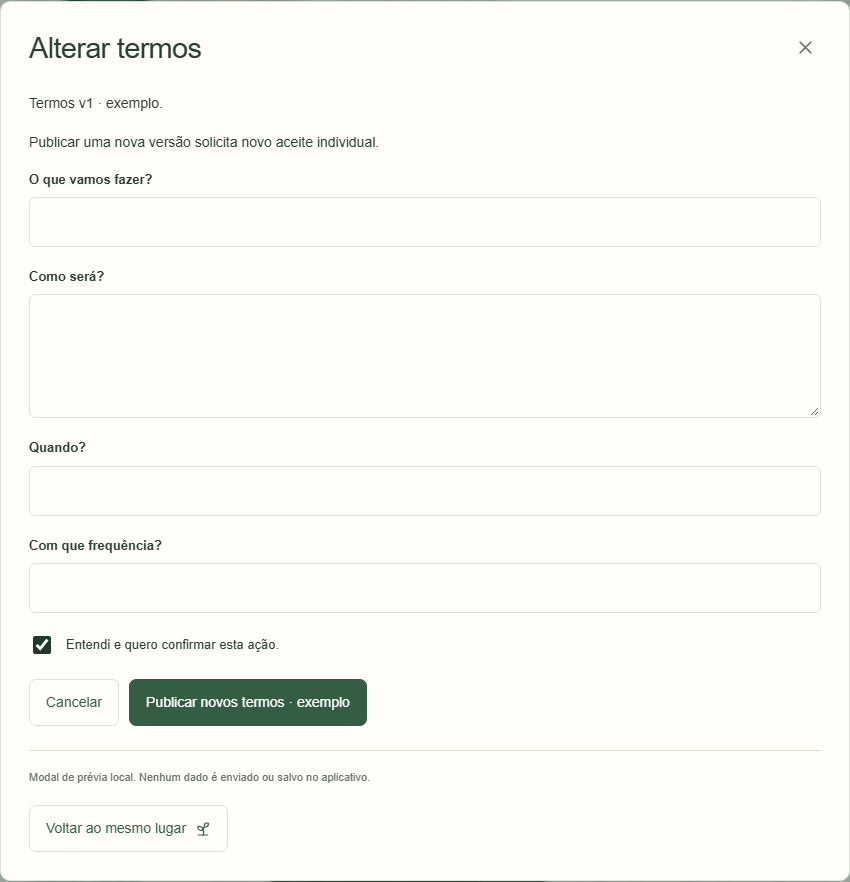 Alterar termos
Termos v1 · exemplo.
Publicar uma nova versão solicita novo aceite individual.
O que vamos fazer?
Como será?
Quando?
Com que frequência?
Entendi e quero confirmar esta ação.
Cancelar
Publicar novos termos · exemplo
Modal de prévia local. Nenhum dado é enviado ou salvo no aplicativo.
Voltar ao mesmo lugar